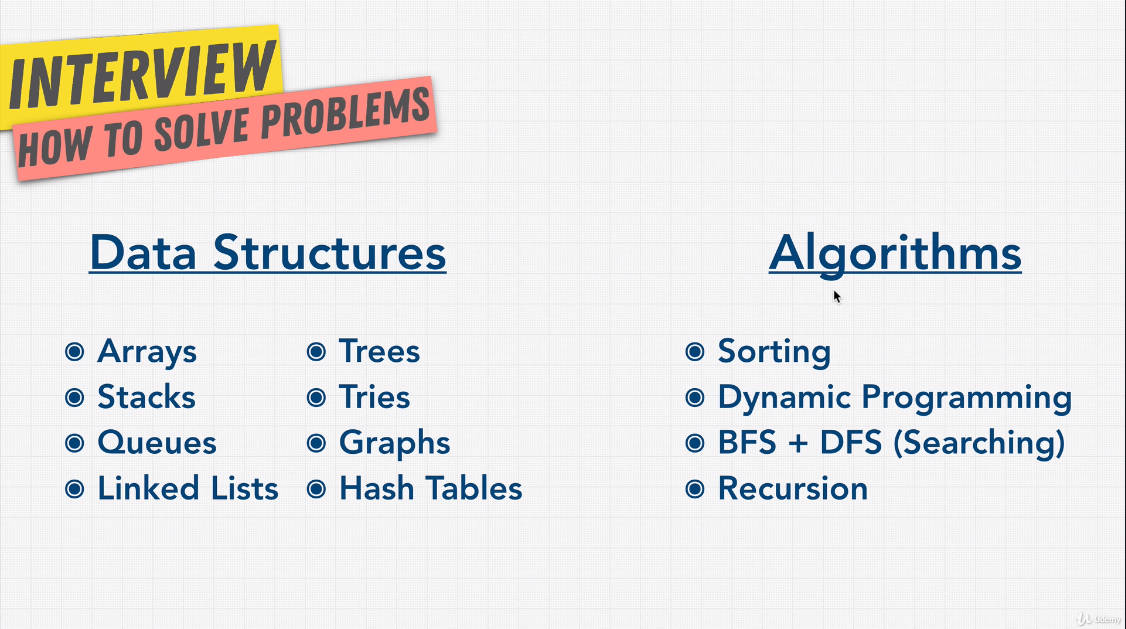 INTERVIEW
HOW TO SOLVE PROBLEMS
Data Structures
Arrays
Stacks
Queues
Linked Lists
Trees
Tries
Graphs
Hash Tables
Algorithms
Sorting
Dynamic Programming
BFS + DFS (Searching)
Recursion
Udemy